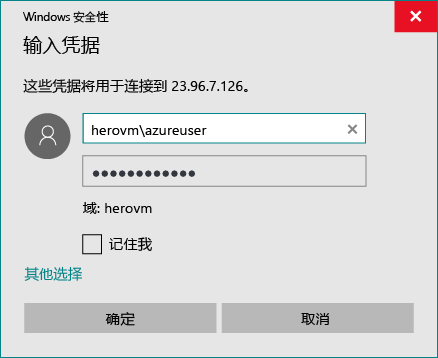 Windows 安全性
输入凭据
这些凭据将用于连接到 23.96.7.126。
herovm\azureuser
●●●●●●●●●●●●
域: herovm
记住我
其他选择
确定
取消